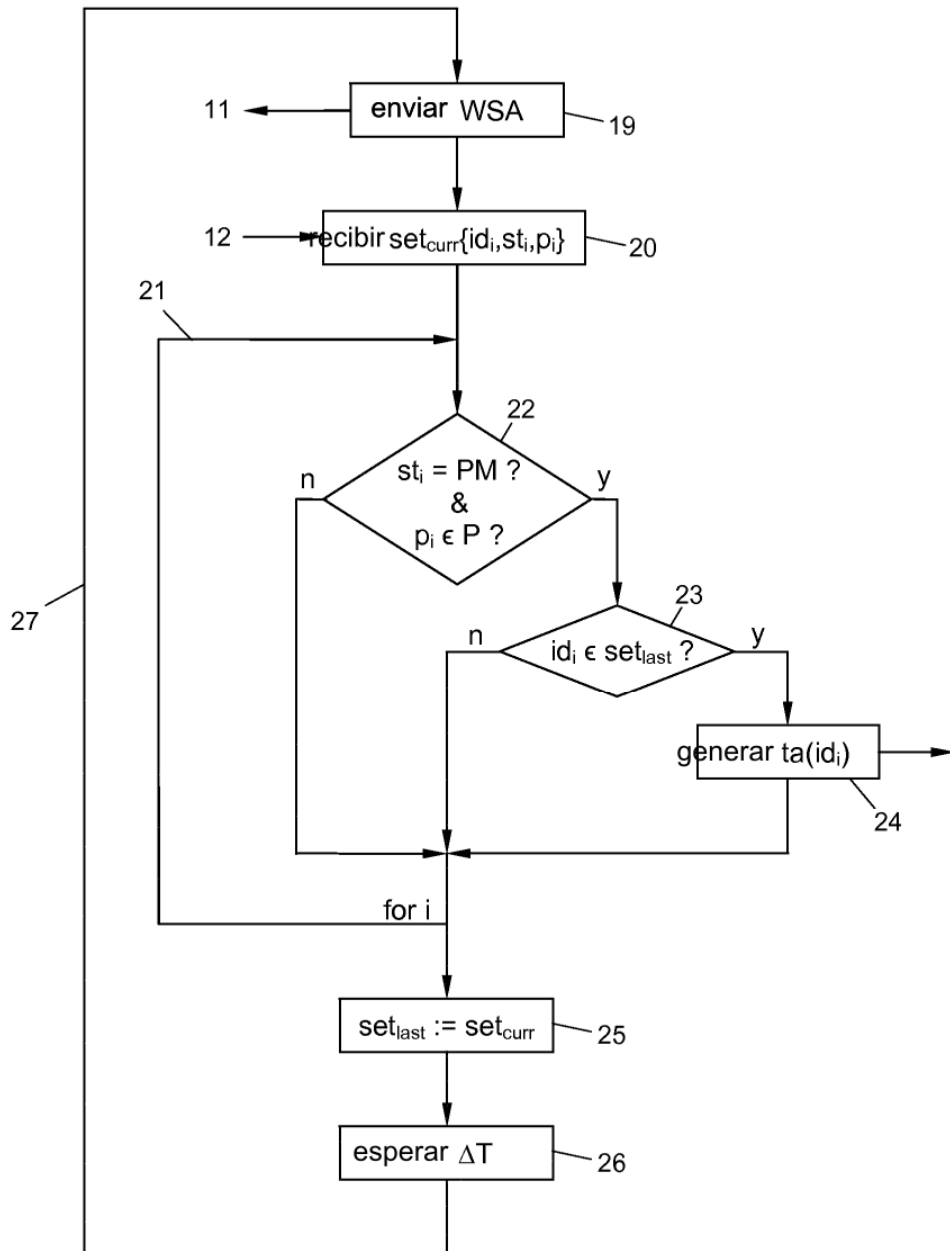 11
enviar WSA
19
12
recibir set_curr{id_i,st_i,p_i}
20
21
22
n
st_i = PM ?
y
&
p_i ϵ P ?
27
23
n
id_i ϵ set_last ?
y
generar ta(id_i)
24
for i
set_last := set_curr
25
esperar ΔT
26